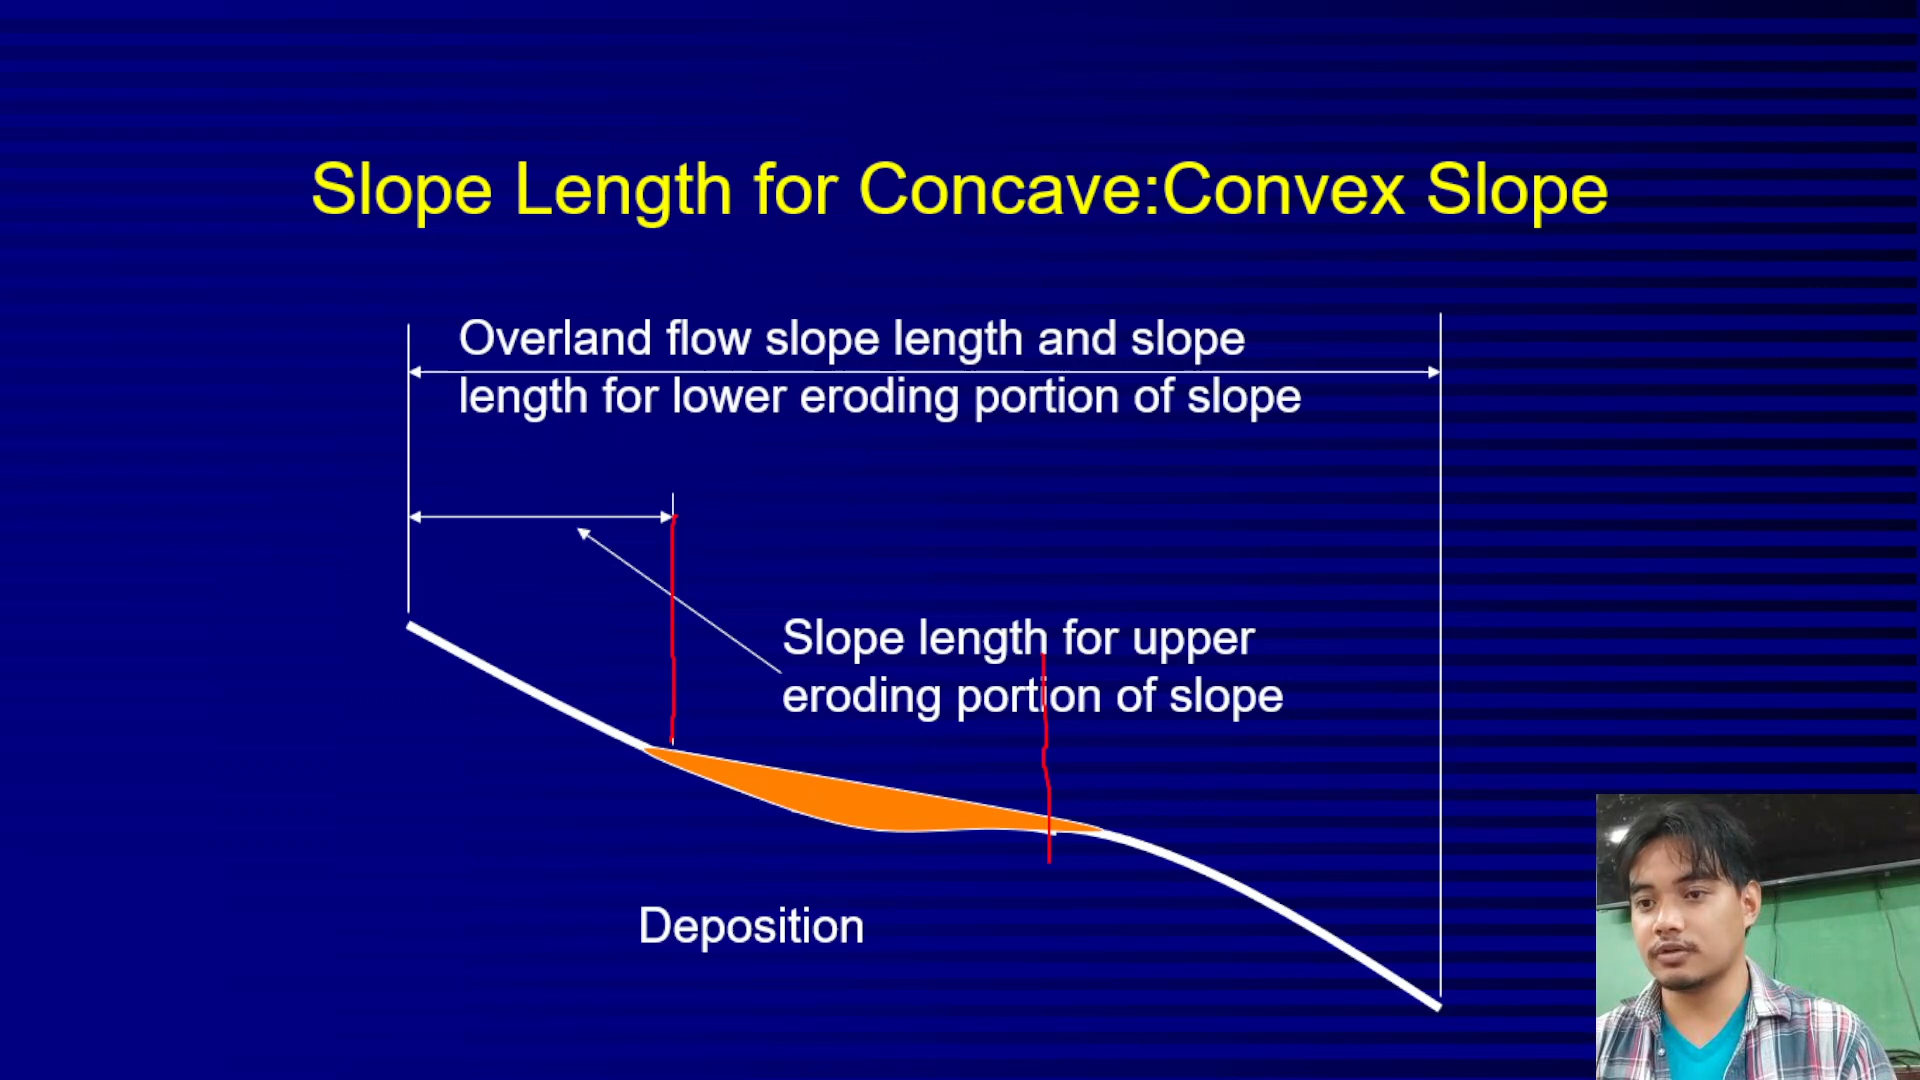 Slope Length for Concave:Convex Slope
Overland flow slope length and slope
length for lower eroding portion of slope
Slope length for upper
eroding portion of slope
Deposition